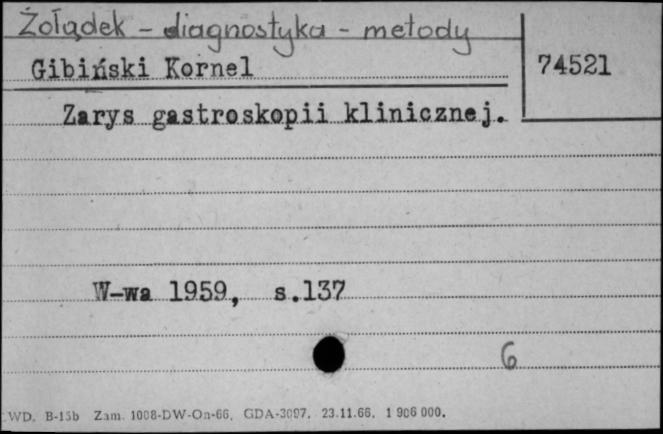 Żołądek - diagnostyka - metody
Gibiński Kornel
74521
Zarys gastroskopii klinicznej.
W-wa 1959, s.137
6
WD. B-15b Zam. 1008-DW-On-66, GDA-3097, 23.11.66. 1 906 000.